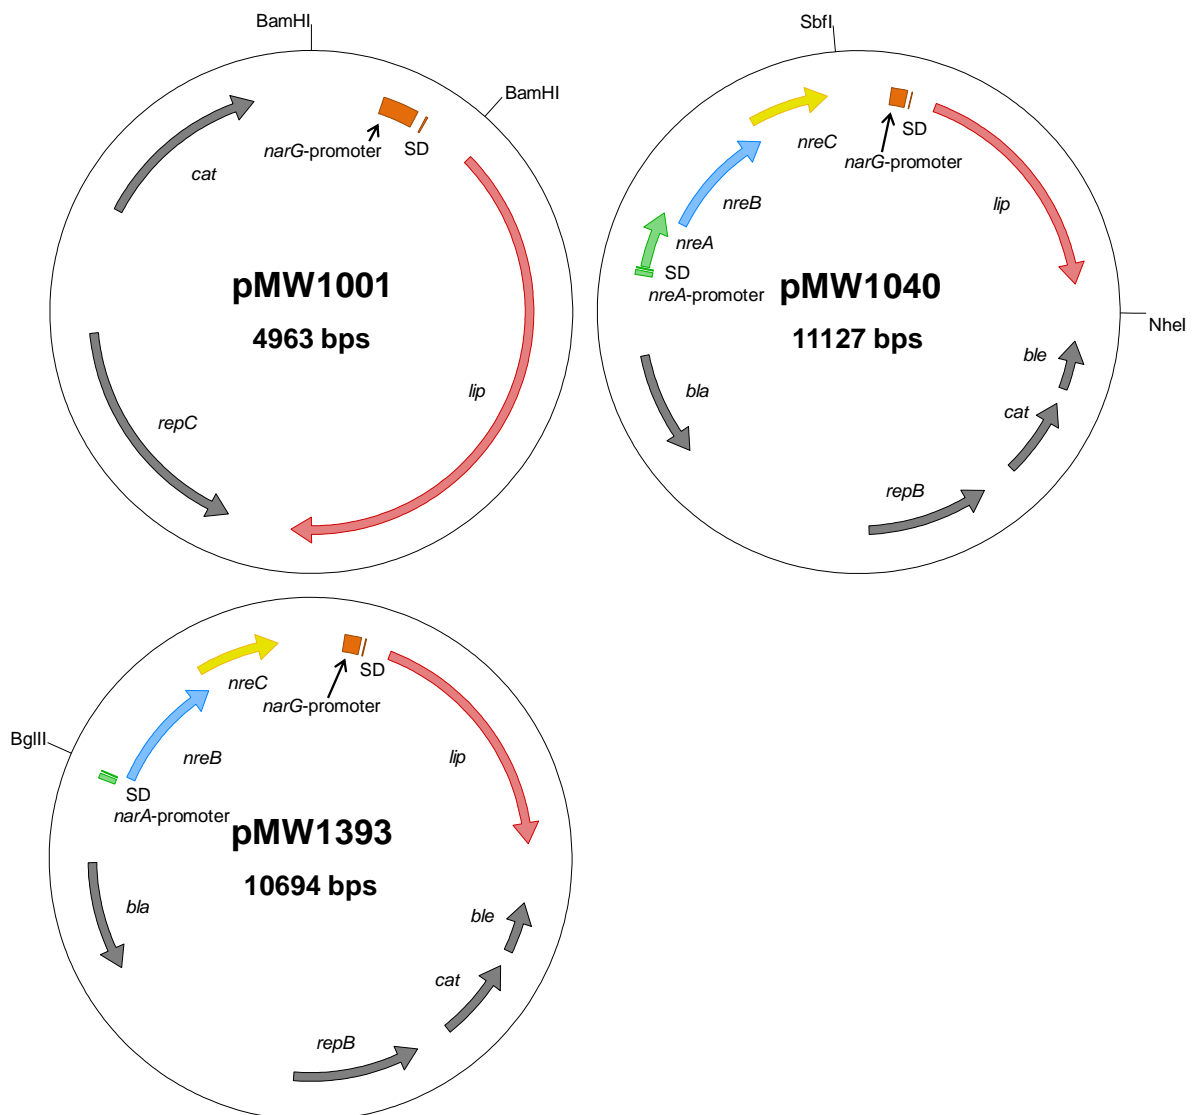 BamHI
BamHI
narG-promoter
SD
cat
pMW1001
4963 bps
lip
repC
SbfI
nreC
SD
narG-promoter
nreB
lip
nreA
SD
nreA-promoter
pMW1040
11127 bps
NheI
ble
bla
cat
repB
BglII
nreC
SD
narG-promoter
nreB
lip
SD
narA-promoter
pMW1393
10694 bps
bla
ble
cat
repB